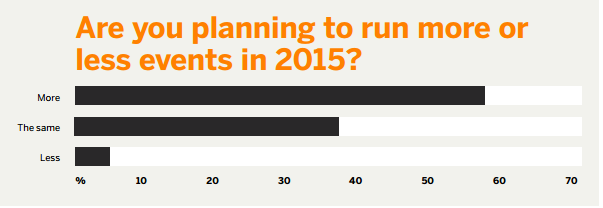 Are you planning to run more or
less events in 2015?
More
The same
Less
% 10 20 30 40 50 60 70